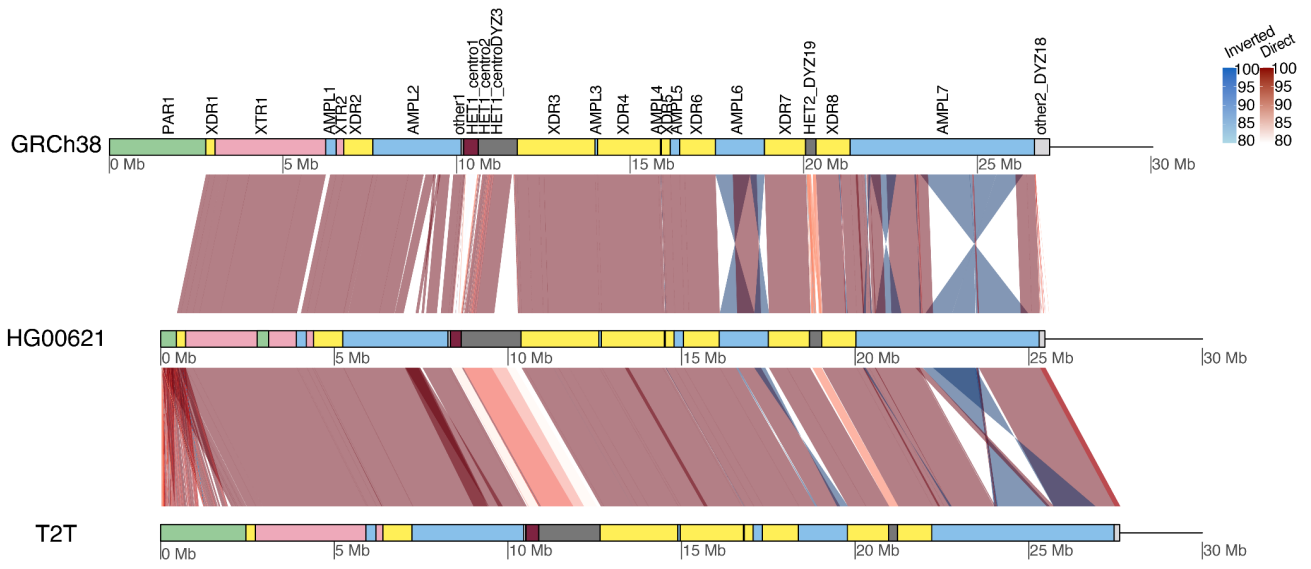 Inverted
Direct
100
95
90
85
80
100
95
90
85
80
PAR1
XDR1
XTR1
AMPL1
XTR2
XDR2
AMPL2
other1
HET1_centro1
HET1_centro2
HET1_centroDYZ3
XDR3
AMPL3
XDR4
AMPL4
XDR5
AMPL5
XDR6
AMPL6
XDR7
HET2_DYZ19
XDR8
AMPL7
other2_DYZ18
GRCh38
0 Mb 5 Mb 10 Mb 15 Mb 20 Mb 25 Mb 30 Mb
HG00621
0 Mb 5 Mb 10 Mb 15 Mb 20 Mb 25 Mb 30 Mb
T2T
0 Mb 5 Mb 10 Mb 15 Mb 20 Mb 25 Mb 30 Mb